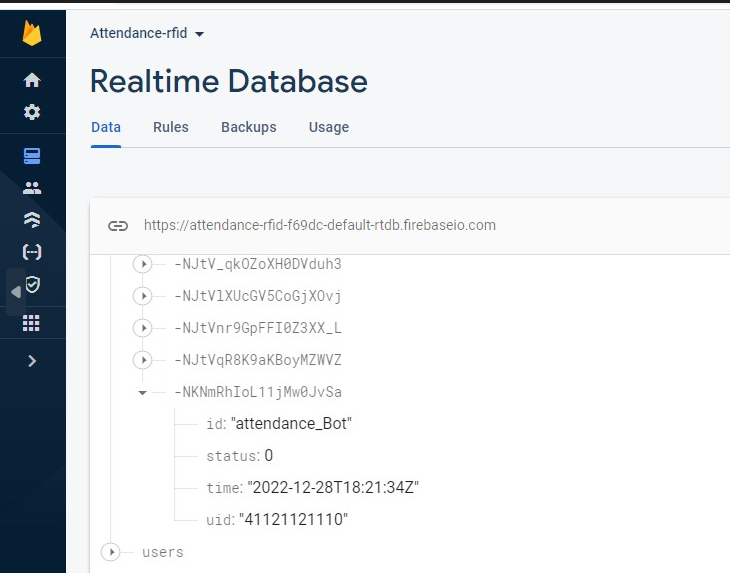 Attendance-rfid
Realtime Database
Data Rules Backups Usage
https://attendance-rfid-f69dc-default-rtdb.firebaseio.com
-NJtV_qkOZoXH0DVduh3
-NJtVlXUcGV5CoGjXOvj
-NJtVnr9GpFFI0Z3XX_L
-NJtVqR8K9aKBoyMZWVZ
-NKNmRhIoL11jMw0JvSa
id: "attendance_Bot"
status: 0
time: "2022-12-28T18:21:34Z"
uid: "41121121110"
users